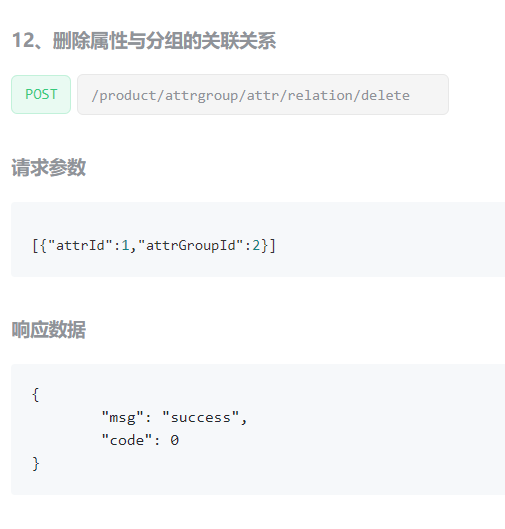 12、删除属性与分组的关联关系
POST /product/attrgroup/attr/relation/delete
请求参数
[{"attrId":1,"attrGroupId":2}]
响应数据
{
"msg": "success",
"code": 0
}